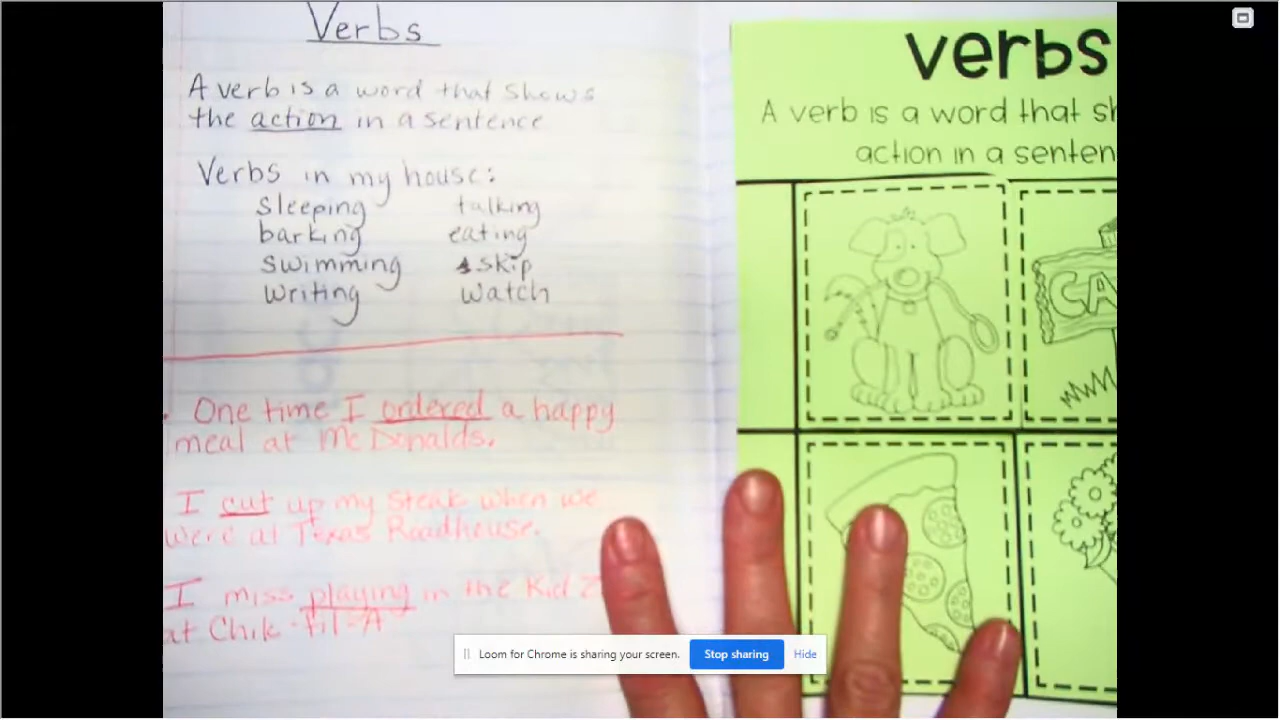 Verbs
A verb is a word that shows
the action in a sentence
Verbs in my house:
sleeping talking
barking eating
swimming skip
writing watch
One time I ordered a happy
meal at McDonalds.
I cut up my steak when we
were at Texas Roadhouse.
I miss playing in the Kid Z
at Chik-fil-A
verbs
A verb is a word that sh
action in a senten
CA
Loom for Chrome is sharing your screen. Stop sharing Hide